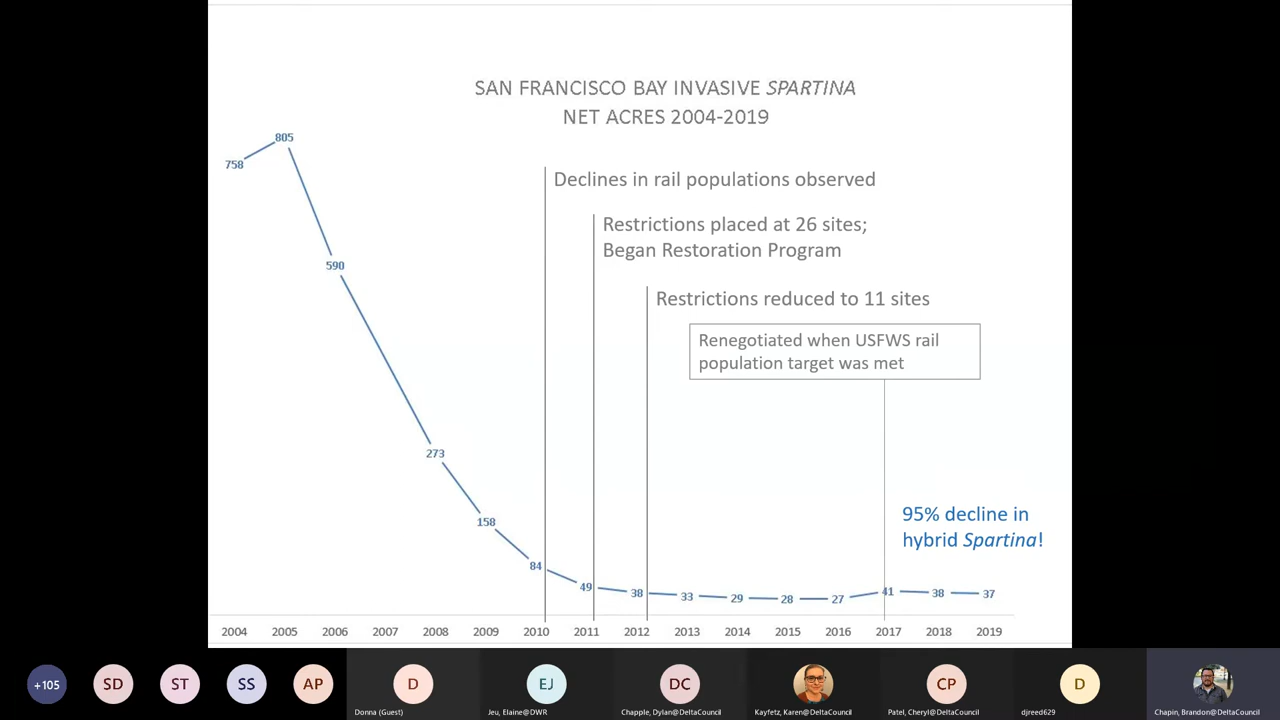 SAN FRANCISCO BAY INVASIVE SPARTINA
NET ACRES 2004-2019
805
758
Declines in rail populations observed
Restrictions placed at 26 sites;
Began Restoration Program
590
Restrictions reduced to 11 sites
Renegotiated when USFWS rail
population target was met
273
158
95% decline in
hybrid Spartina!
84
49
38
33
29
28
27
41
38
37
2004 2005 2006 2007 2008 2009 2010 2011 2012 2013 2014 2015 2016 2017 2018 2019
+105 SD ST SS AP D EJ DC CP D
Donna (Guest) Jeu, Elaine@DWR Chapple, Dylan@DeltaCouncil Kayfetz, Karen@DeltaCouncil Patel, Cheryl@DeltaCouncil djreed629 Chapin, Brandon@DeltaCouncil